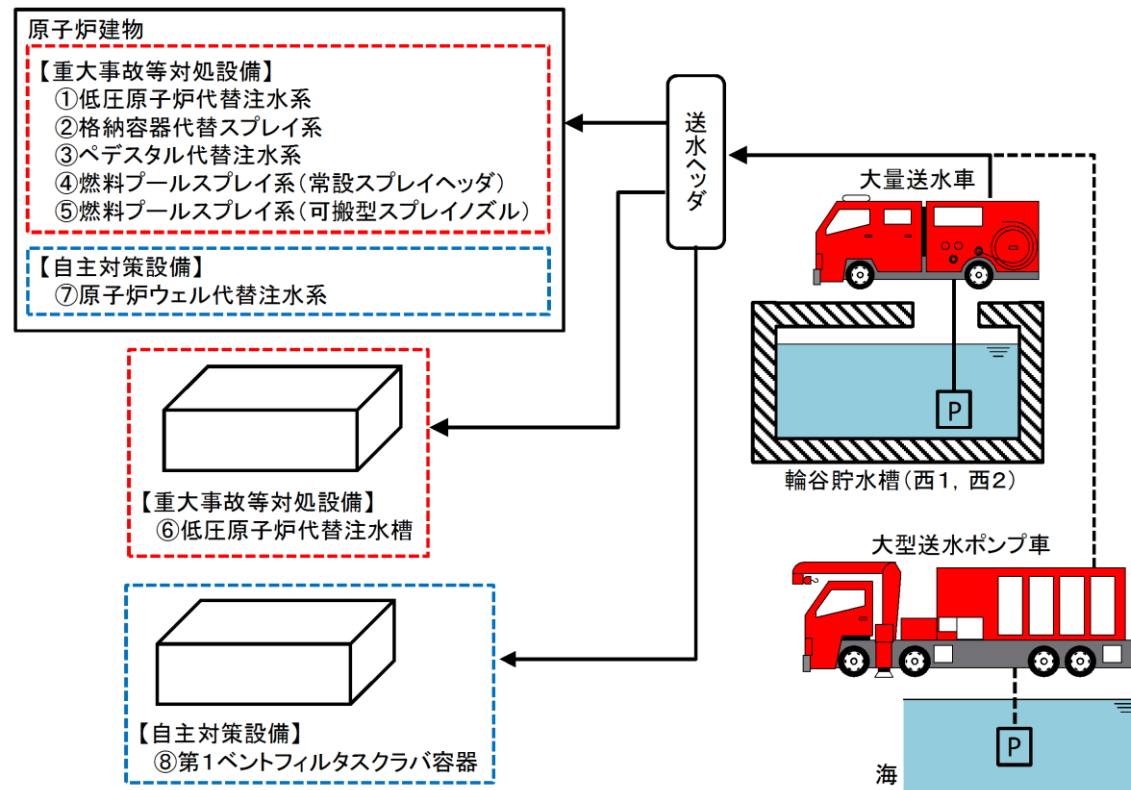 原子炉建物
【重大事故等対処設備】
①低圧原子炉代替注水系
②格納容器代替スプレイ系
③ペデスタル代替注水系
④燃料プールスプレイ系（常設スプレイヘッダ）
⑤燃料プールスプレイ系（可搬型スプレイノズル）
【自主対策設備】
⑦原子炉ウェル代替注水系
送水ヘッダ
大量送水車
P
輪谷貯水槽（西１，西２）
【重大事故等対処設備】
⑥低圧原子炉代替注水槽
大型送水ポンプ車
P
海
【自主対策設備】
⑧第１ベントフィルタスクラバ容器